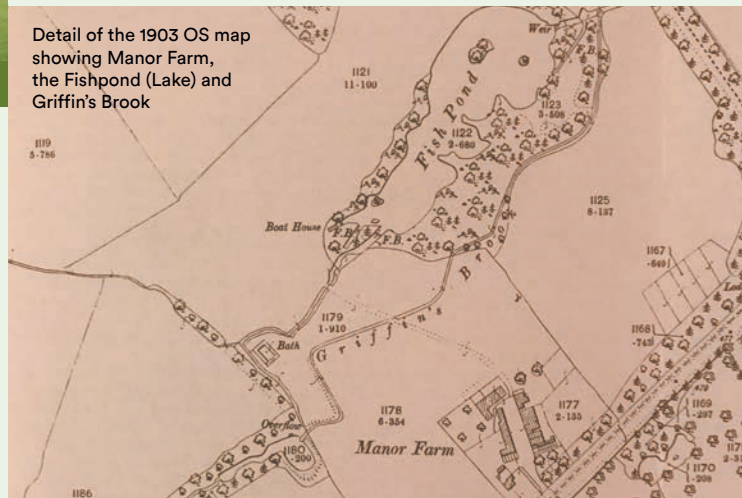 Detail of the 1903 OS map
showing Manor Farm,
the Fishpond (Lake) and
Griffin's Brook
Weir
F.B.
1121
11·100
1123
3·508
Fish Pond
1122
2·680
1119
5·786
1125
8·137
Boat House
F.B.
F.B.
1167
·640
Griffin's Brook
1179
1·910
1168
·743
Bath
1178
6·354
1177
2·135
1169
·297
Overflow
Manor Farm
1180
·200
1170
·208
1186